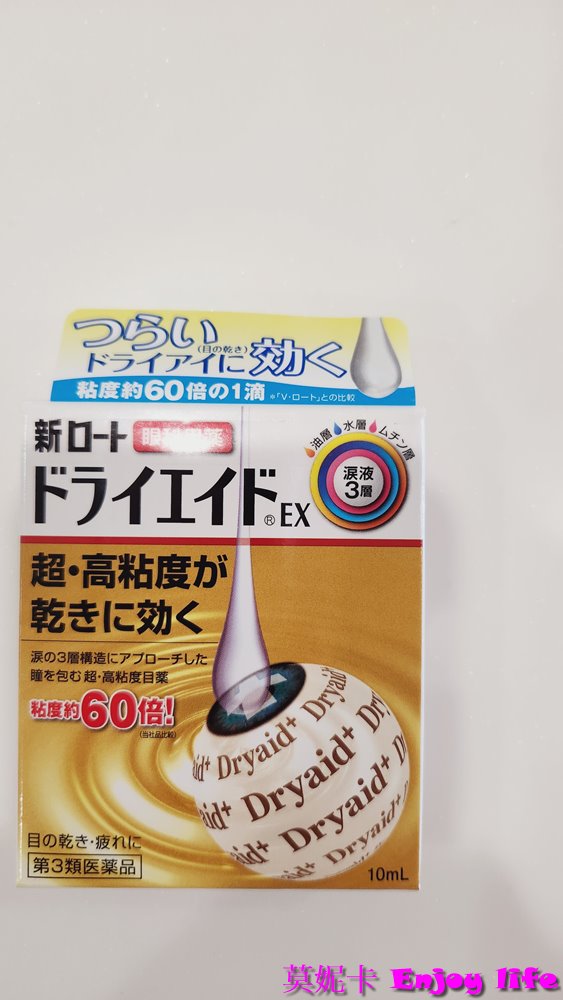 つらい(目の乾き)
ドライアイに効く
粘度約60倍の1滴 *「V・ロート」との比較
新ロート 眼科用薬
ドライエイド®EX
油層 水層 ムチン層
涙液
3層
超・高粘度が
乾きに効く
涙の3層構造にアプローチした
瞳を包む 超・高粘度目薬
粘度約60倍!
(当社品比較)
Dryaid+ Dryaid+
Dryaid+
Dryaid+
Dryaid+
目の乾き・疲れに
第3類医薬品
10mL
莫妮卡 Enjoy life